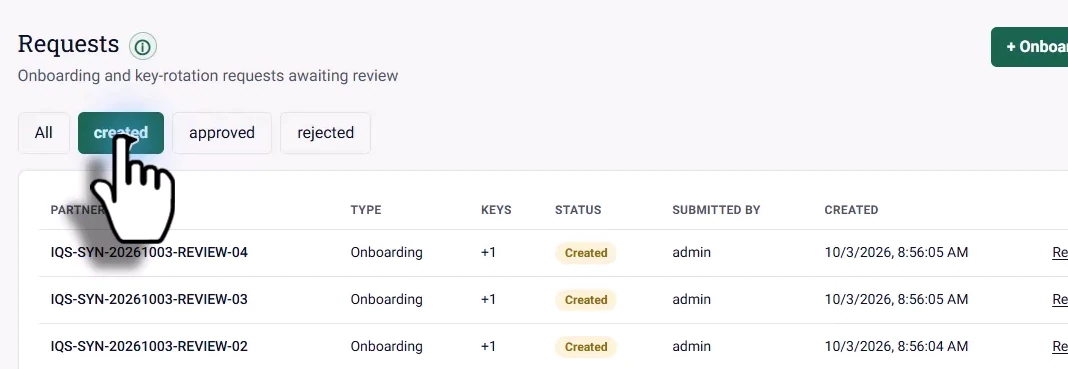 Requests
+ Onboar
Onboarding and key-rotation requests awaiting review
All created approved rejected
PARTNER TYPE KEYS STATUS SUBMITTED BY CREATED
IQS-SYN-20261003-REVIEW-04 Onboarding +1 Created admin 10/3/2026, 8:56:05 AM Re
IQS-SYN-20261003-REVIEW-03 Onboarding +1 Created admin 10/3/2026, 8:56:05 AM Re
IQS-SYN-20261003-REVIEW-02 Onboarding +1 Created admin 10/3/2026, 8:56:04 AM Re